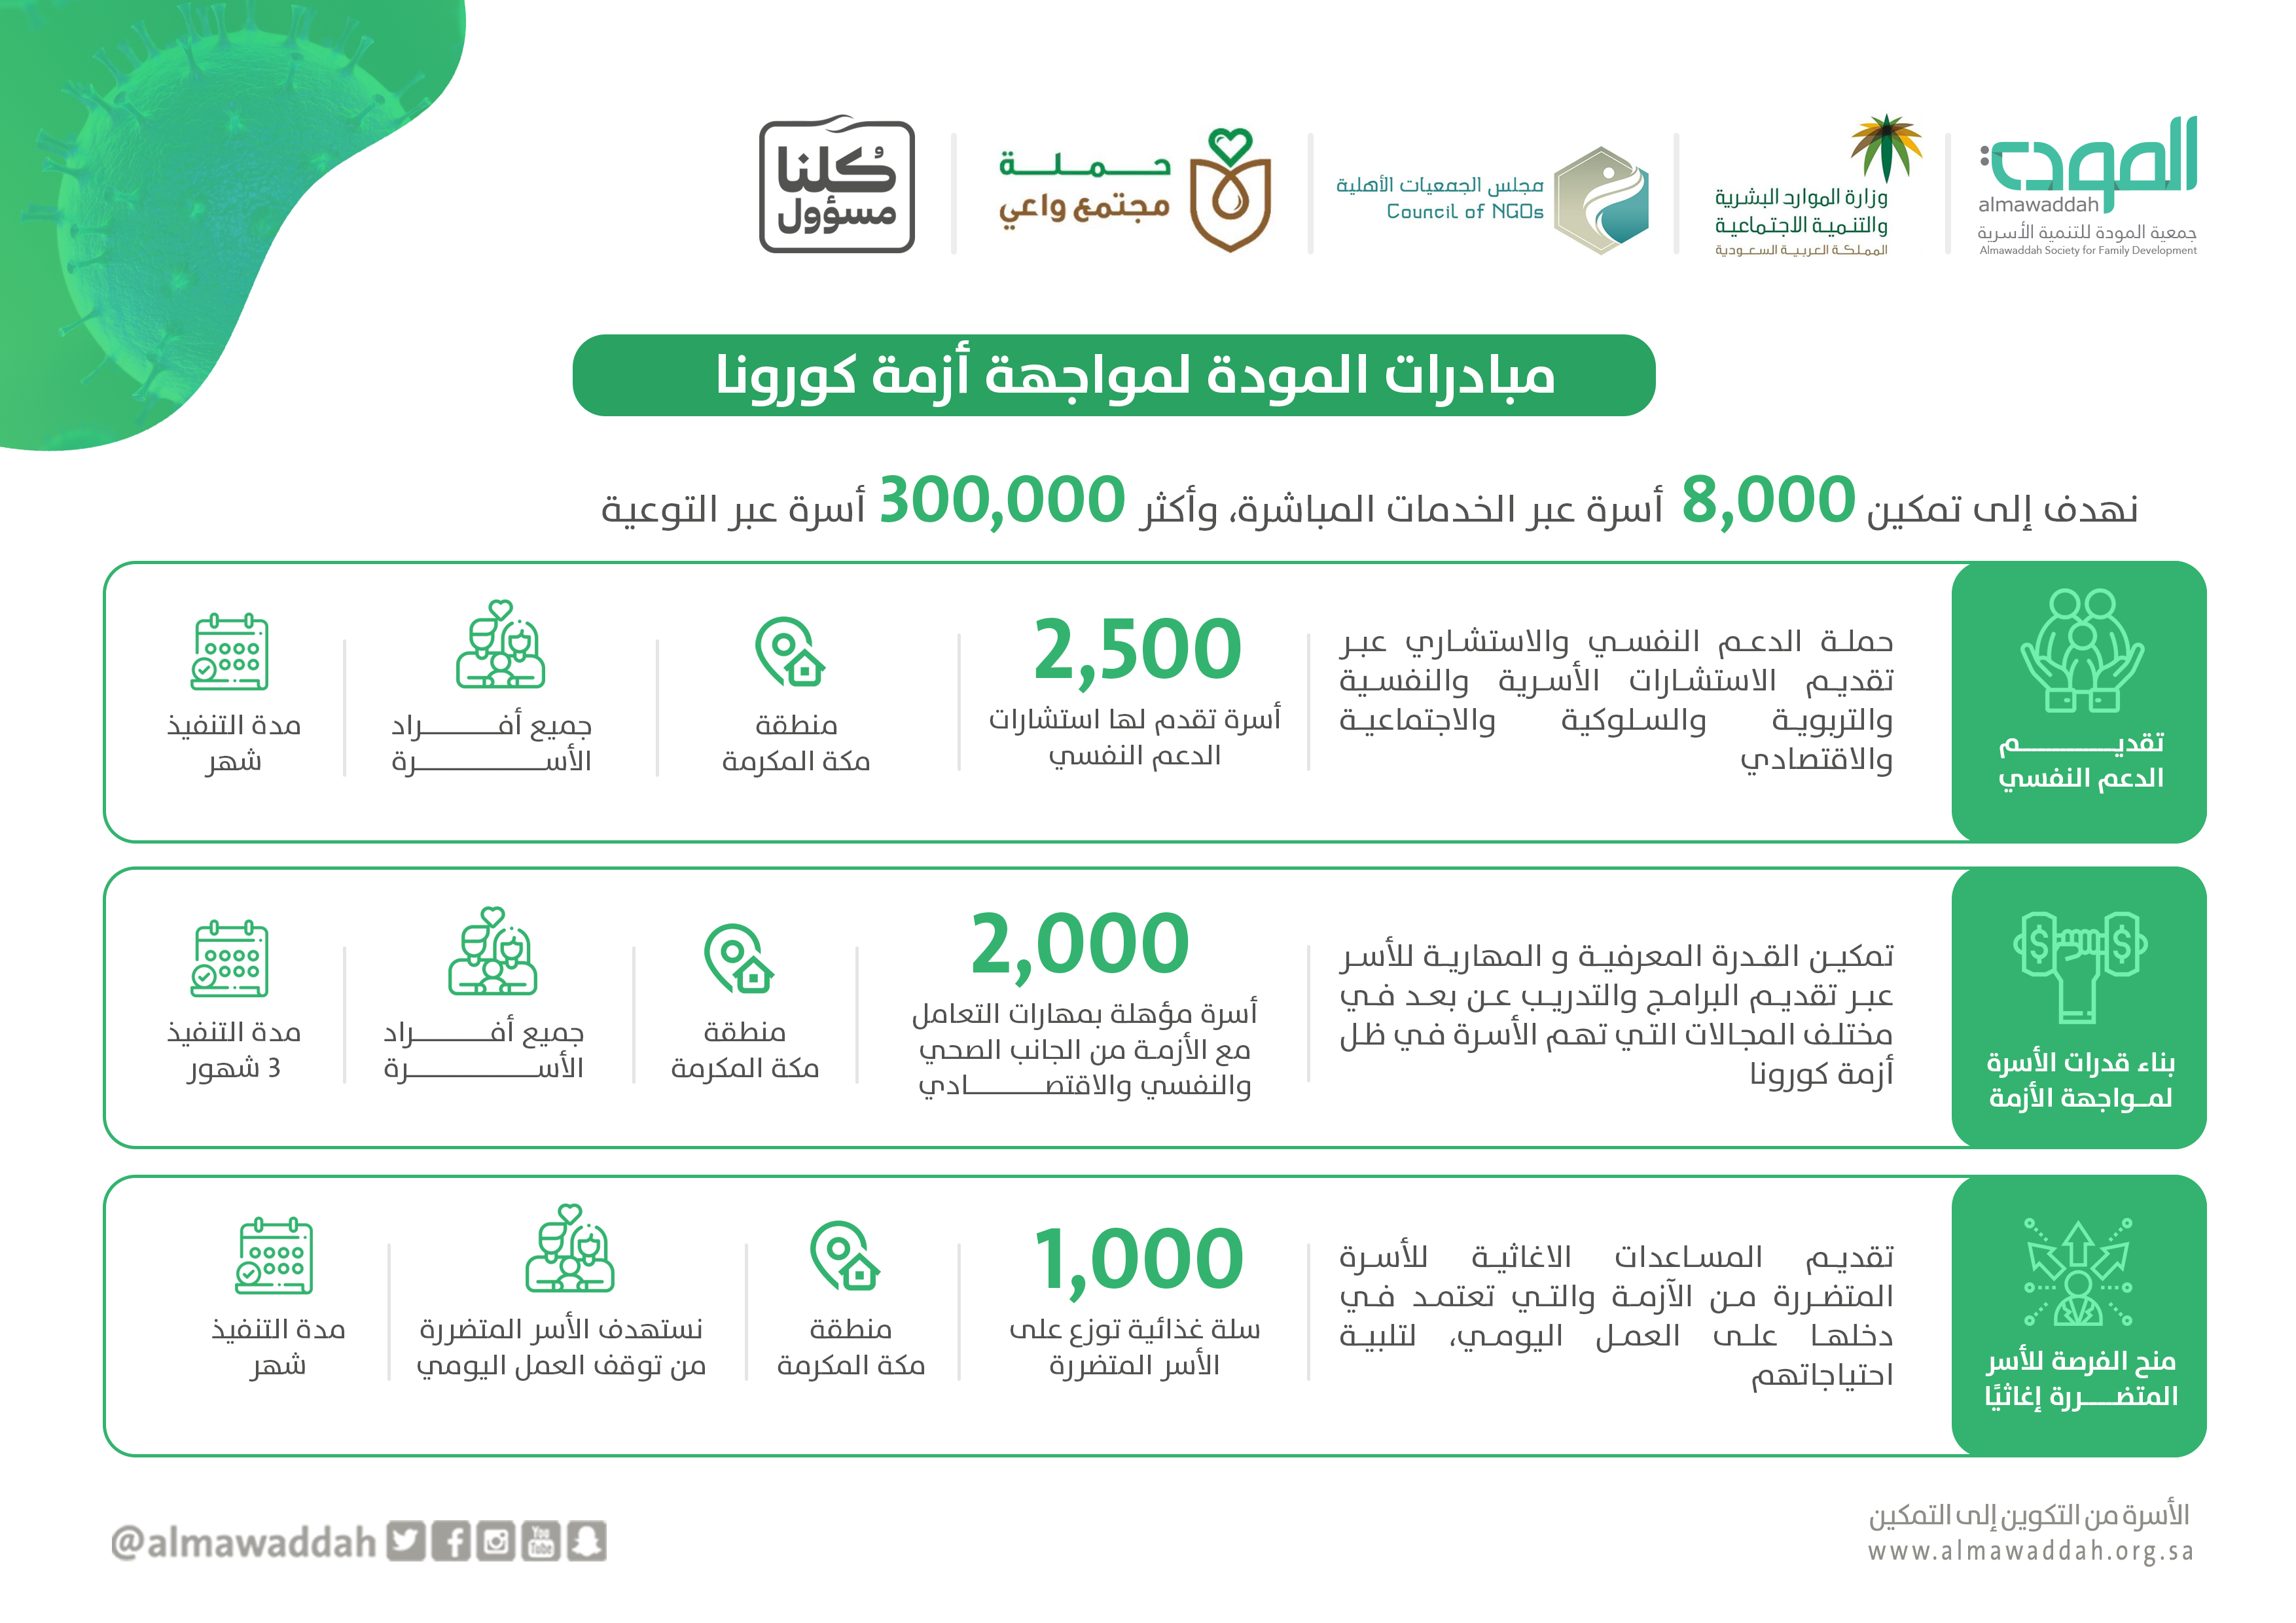 المودة
almawaddah
جمعية المودة للتنمية الأسرية
Almawaddah Society for Family Development
وزارة الموارد البشرية
والتنمية الاجتماعية
المملكة العربية السعودية
مجلس الجمعيات الأهلية
Council of NGOs
حملة
مجتمع واعي
كُلنا
مسؤول
مبادرات المودة لمواجهة أزمة كورونا
نهدف إلى تمكين 8,000 أسرة عبر الخدمات المباشرة، وأكثر 300,000 أسرة عبر التوعية
تقديم
الدعم النفسي
حملة الدعم النفسي والاستشاري عبر
تقديم الاستشارات الأسرية والنفسية
والتربوية والسلوكية والاجتماعية
والاقتصادي
2,500
أسرة تقدم لها استشارات
الدعم النفسي
منطقة
مكة المكرمة
جميع أفراد
الأسرة
مدة التنفيذ
شهر
بناء قدرات الأسرة
لمواجهة الأزمة
تمكين القدرة المعرفية و المهارية للأسر
عبر تقديم البرامج والتدريب عن بعد في
مختلف المجالات التي تهم الأسرة في ظل
أزمة كورونا
2,000
أسرة مؤهلة بمهارات التعامل
مع الأزمة من الجانب الصحي
والنفسي والاقتصادي
منطقة
مكة المكرمة
جميع أفراد
الأسرة
مدة التنفيذ
3 شهور
منح الفرصة للأسر
المتضررة إغاثيًا
تقديم المساعدات الاغاثية للأسرة
المتضررة من الآزمة والتي تعتمد في
دخلها على العمل اليومي، لتلبية
احتياجاتهم
1,000
سلة غذائية توزع على
الأسر المتضررة
منطقة
مكة المكرمة
نستهدف الأسر المتضررة
من توقف العمل اليومي
مدة التنفيذ
شهر
الأسرة من التكوين إلى التمكين
www.almawaddah.org.sa
@almawaddah
You
Tube